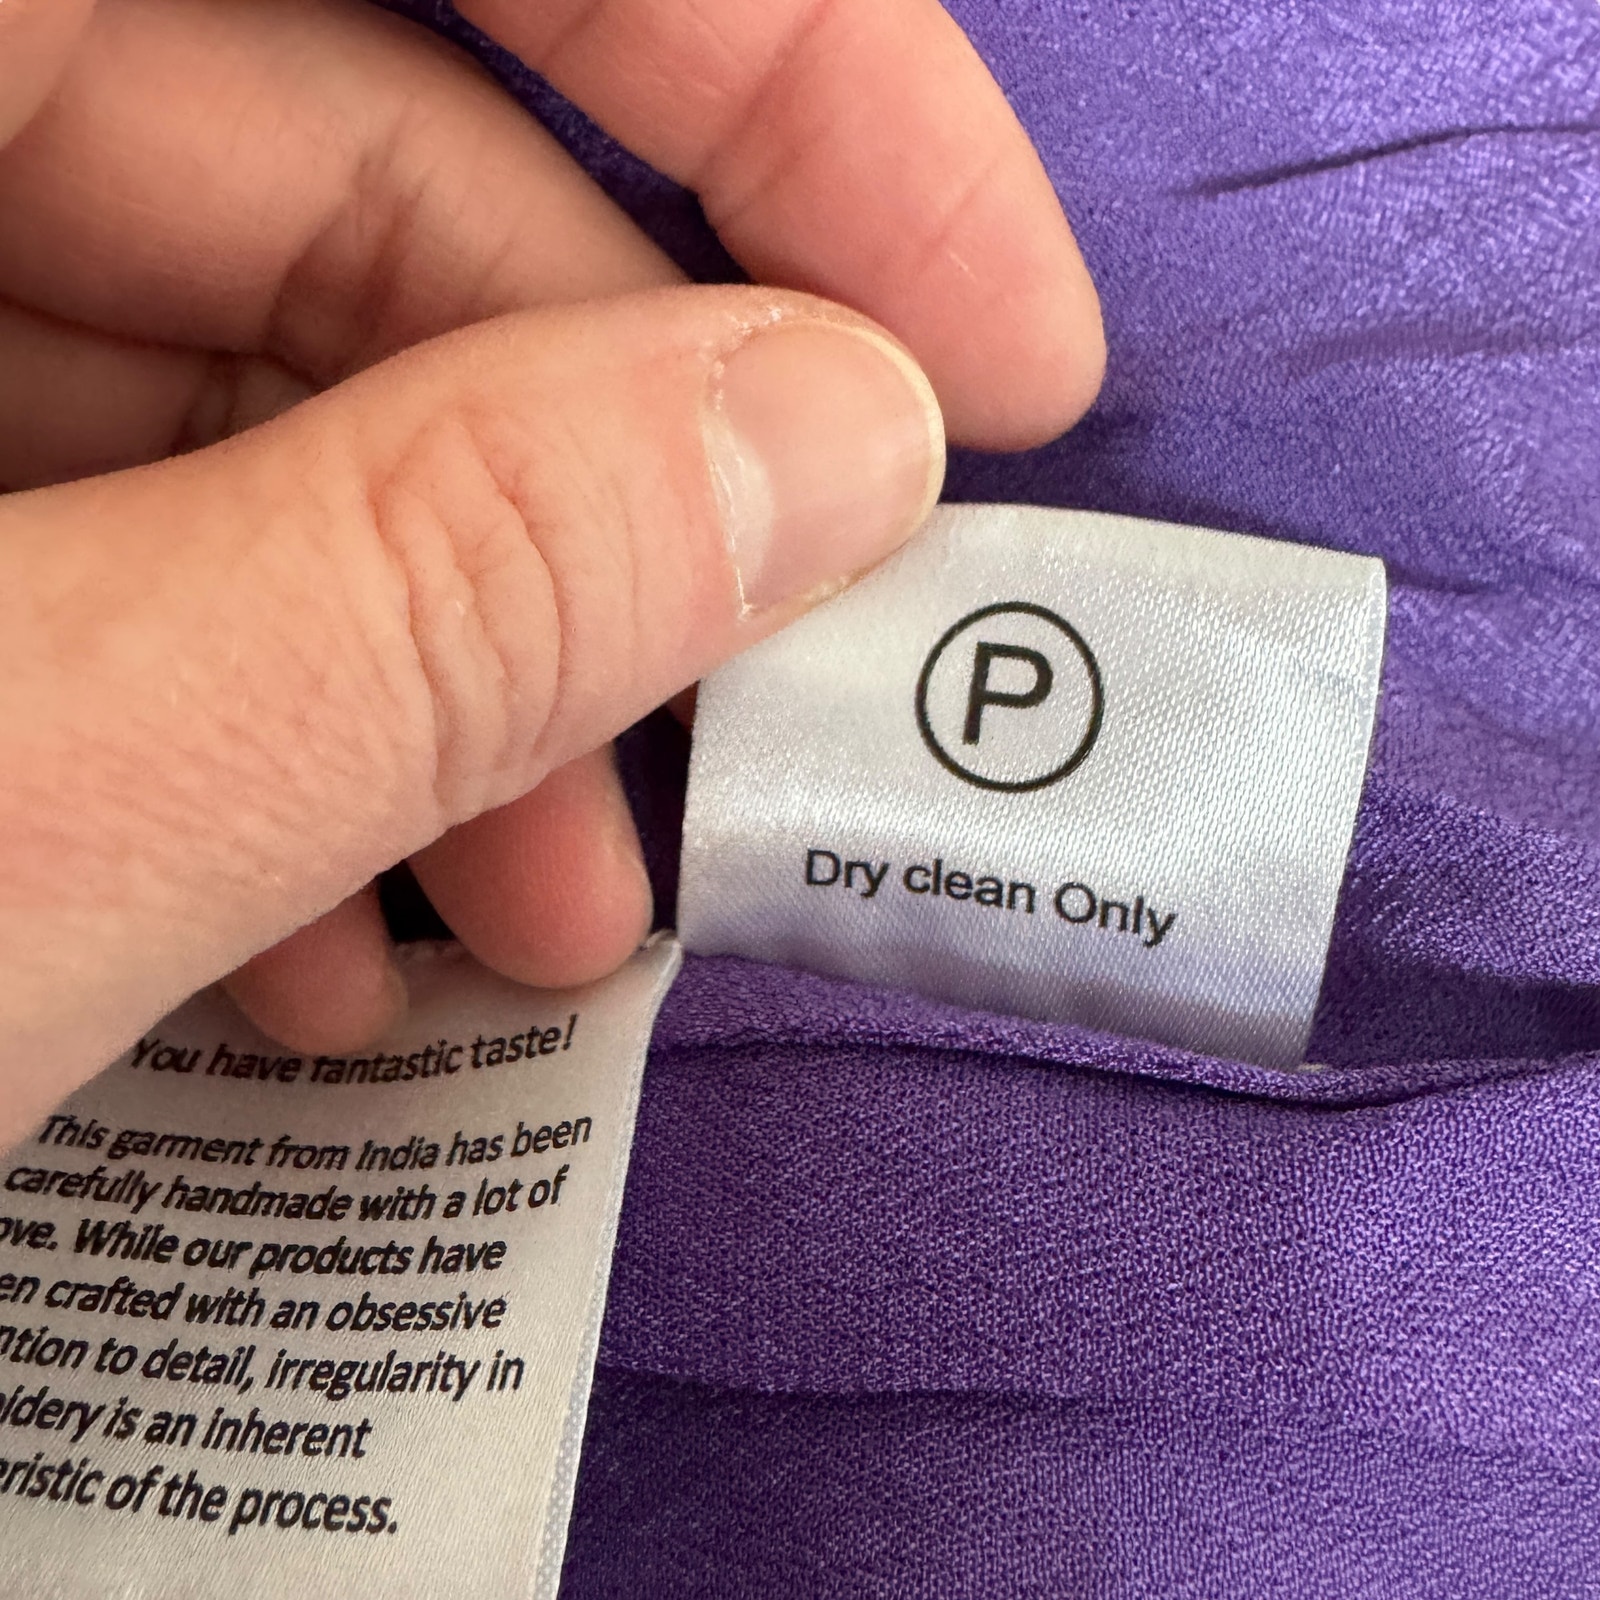 P
Dry clean Only
You have fantastic taste!
This garment from India has been
carefully handmade with a lot of
While our products have
crafted with an obsessive
to detail, irregularity in
is an inherent
of the process.